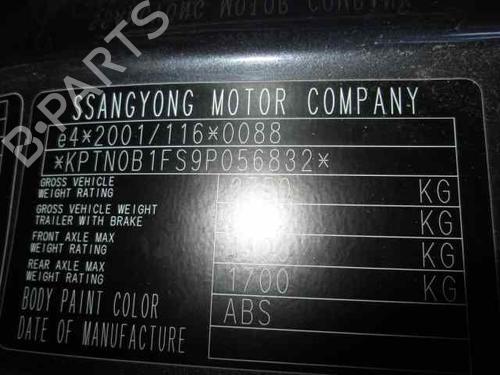 SSANGYONG MOTOR COMPANY
e4*2001/116*0088
*KPTN0B1FS9P056832*
GROSS VEHICLE
WEIGHT RATING KG
GROSS VEHICLE WEIGHT
TRAILER WITH BRAKE KG
FRONT AXLE MAX
WEIGHT RATING KG
REAR AXLE MAX
WEIGHT RATING 1700 KG
BODY PAINT COLOR ABS
DATE OF MANUFACTURE
B-PARTS